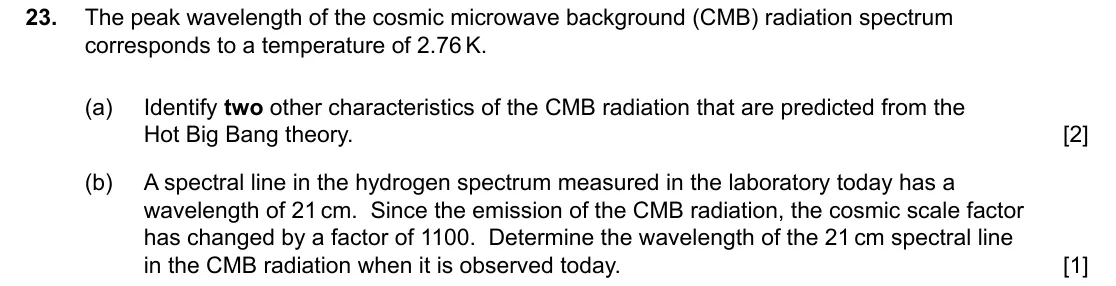 23. The peak wavelength of the cosmic microwave background (CMB) radiation spectrum
corresponds to a temperature of 2.76 K.
(a) Identify two other characteristics of the CMB radiation that are predicted from the
Hot Big Bang theory. [2]
(b) A spectral line in the hydrogen spectrum measured in the laboratory today has a
wavelength of 21 cm. Since the emission of the CMB radiation, the cosmic scale factor
has changed by a factor of 1100. Determine the wavelength of the 21 cm spectral line
in the CMB radiation when it is observed today. [1]